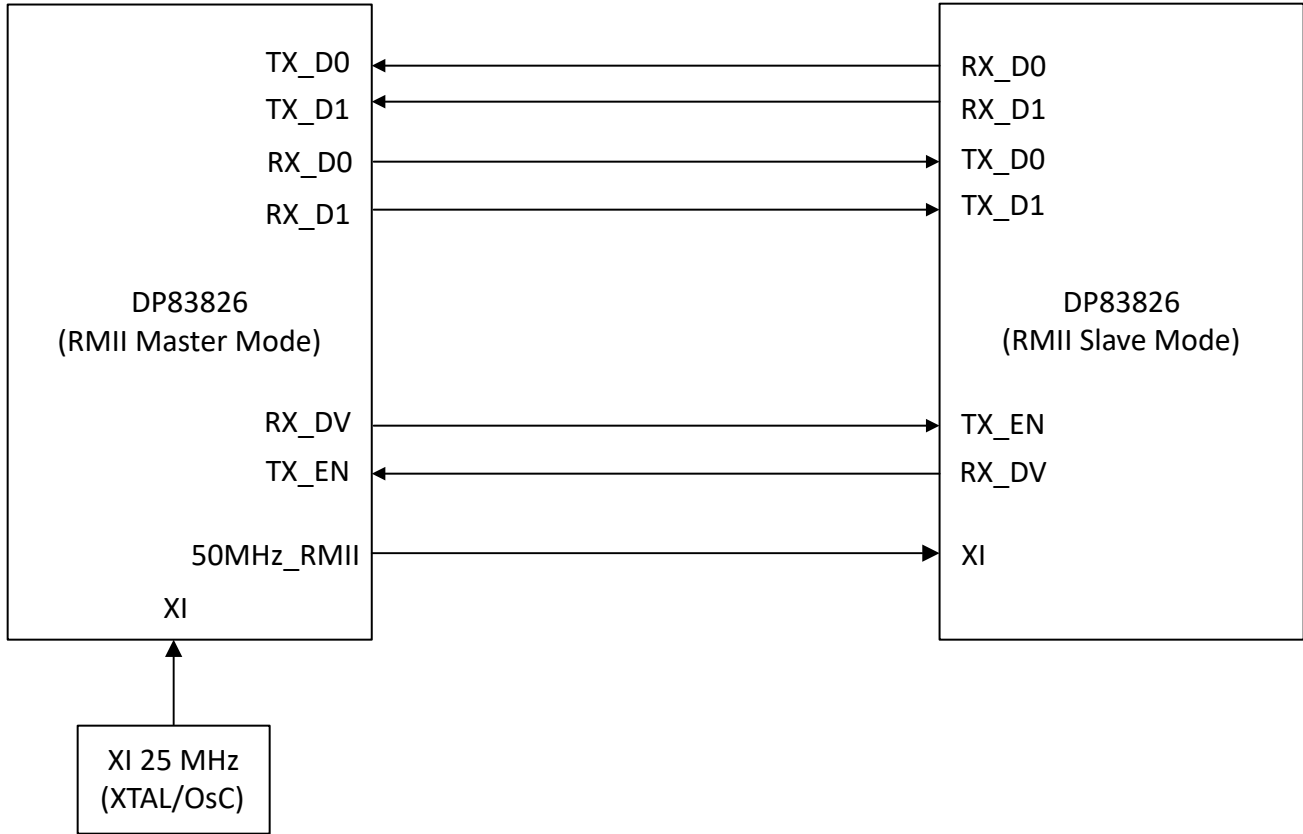 TX_D0
TX_D1
RX_D0
RX_D1
DP83826
(RMII Master Mode)
RX_DV
TX_EN
50MHz_RMII
XI
XI 25 MHz
(XTAL/OsC)
RX_D0
RX_D1
TX_D0
TX_D1
DP83826
(RMII Slave Mode)
TX_EN
RX_DV
XI